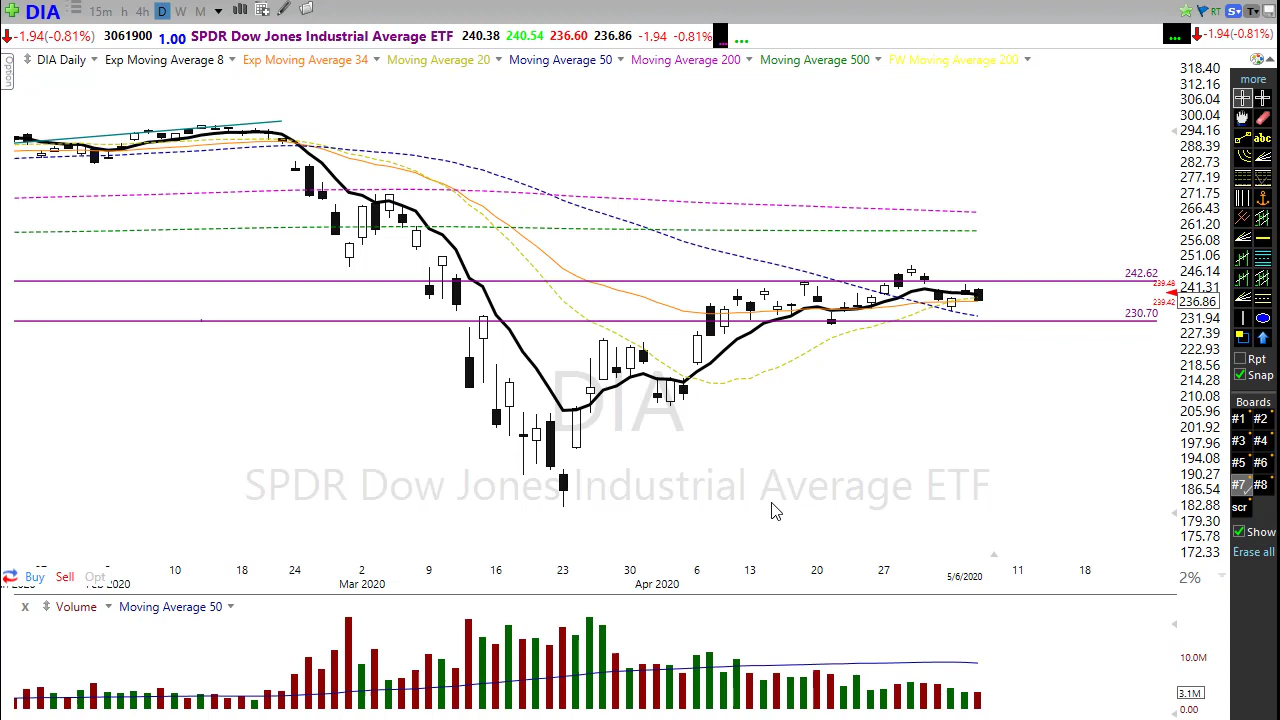 DIA 15m h 4h D W M RT S T
-1.94(-0.81%) 3061900 1.00 SPDR Dow Jones Industrial Average ETF 240.38 240.54 236.60 236.86 -1.94 -0.81% ... ... ... -1.94(-0.81%)
Option
DIA Daily Exp Moving Average 8 Exp Moving Average 34 Moving Average 20 Moving Average 50 Moving Average 200 Moving Average 500 FW Moving Average 200
318.40
312.16
306.04
300.04
294.16
288.39
282.73
277.19
271.75
266.43
261.20
256.08
251.06
246.14
241.31
236.86
231.94
227.39
222.93
218.56
214.28
210.08
205.96
201.92
197.96
194.08
190.27
186.54
182.88
179.30
175.78
172.33
242.62
239.48
239.42
230.70
DIA
SPDR Dow Jones Industrial Average ETF
more
abc
Rpt
Snap
Boards
#1 #2
#3 #4
#5 #6
#7 #8
scr
Show
Erase all
10 18 24 2 9 16 23 30 6 13 20 27 5/6/2020 11 18
Buy Sell Opt
2020 Mar 2020 Apr 2020
2%
x Volume Moving Average 50
10.0M
3.1M
0.00